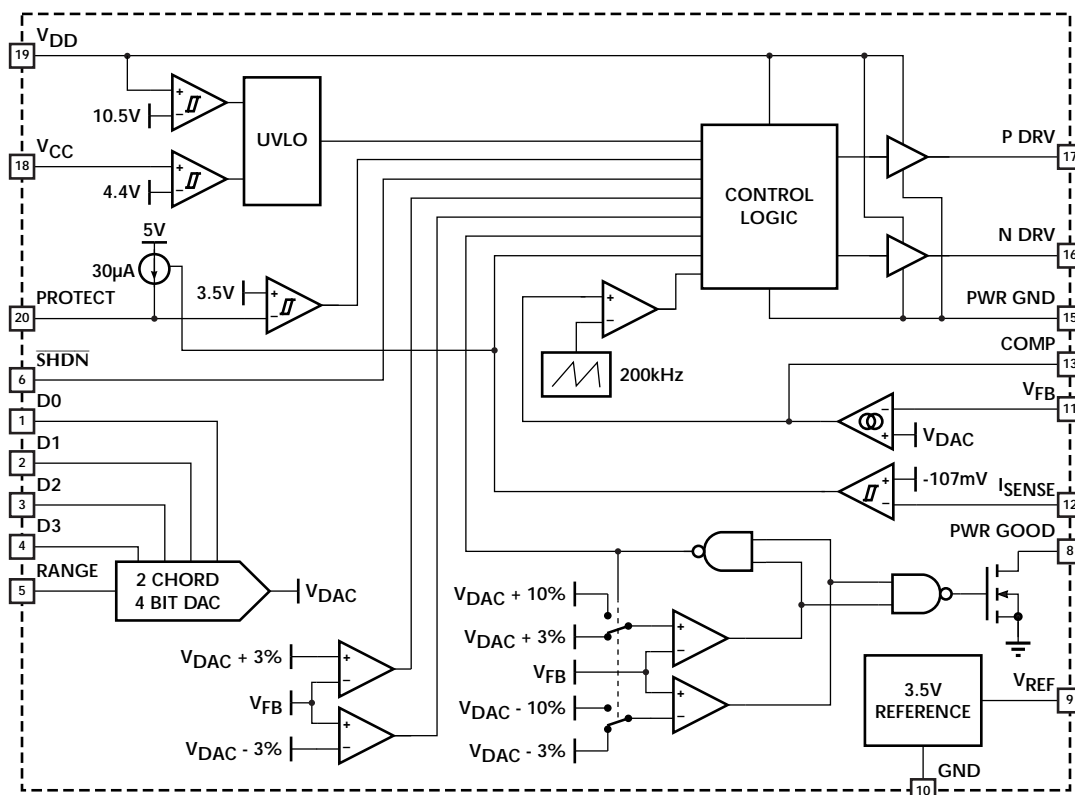 VDD
19
10.5V
+
−
UVLO
VCC
18
4.4V
+
−
CONTROL
LOGIC
P DRV
17
N DRV
16
5V
30µA
PROTECT
20
3.5V
+
−
PWR GND
15
SHDN
6
+
−
200kHz
COMP
13
VFB
11
−
+
VDAC
D0
1
D1
2
D2
3
D3
4
RANGE
5
2 CHORD
4 BIT DAC
VDAC
+
−
-107mV
ISENSE
12
PWR GOOD
8
VDAC + 10%
VDAC + 3%
VFB
VDAC - 10%
VDAC - 3%
+
−
+
−
VDAC + 3%
VFB
VDAC - 3%
+
−
+
−
3.5V
REFERENCE
VREF
9
GND
10